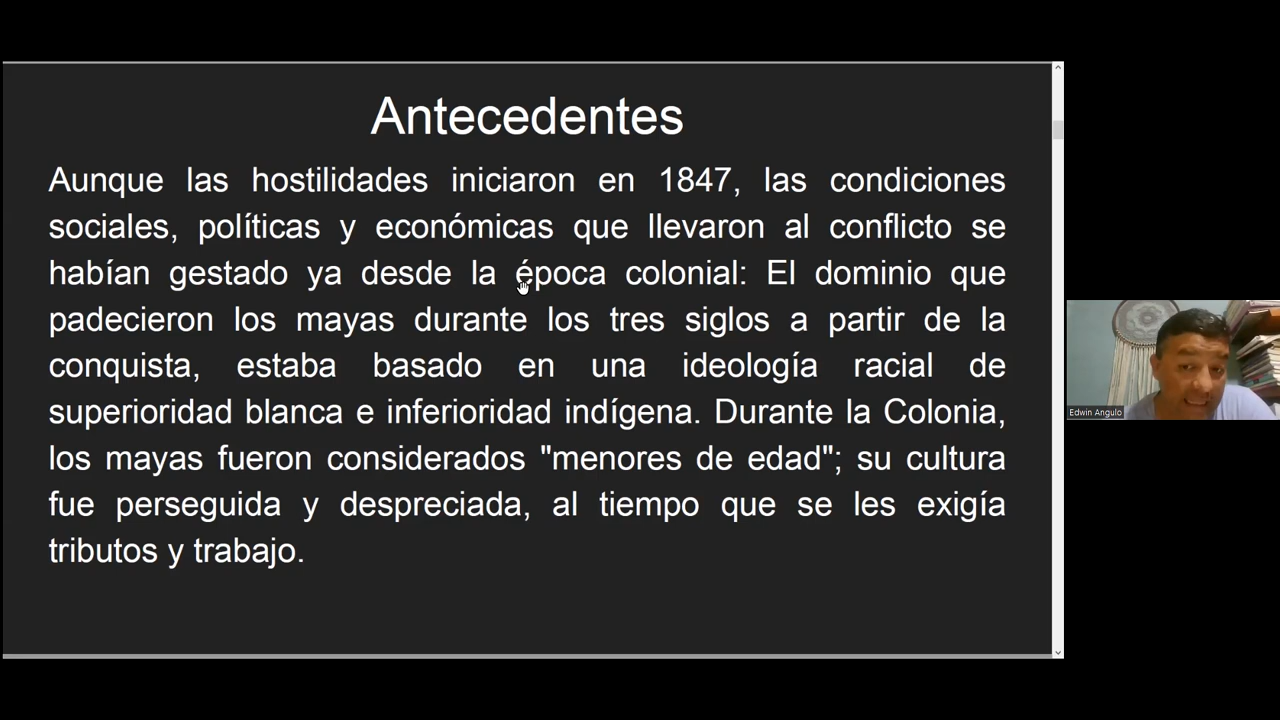 Antecedentes
Aunque las hostilidades iniciaron en 1847, las condiciones
sociales, políticas y económicas que llevaron al conflicto se
habían gestado ya desde la época colonial: El dominio que
padecieron los mayas durante los tres siglos a partir de la
conquista, estaba basado en una ideología racial de
superioridad blanca e inferioridad indígena. Durante la Colonia,
los mayas fueron considerados "menores de edad"; su cultura
fue perseguida y despreciada, al tiempo que se les exigía
tributos y trabajo.
Edwin Angulo